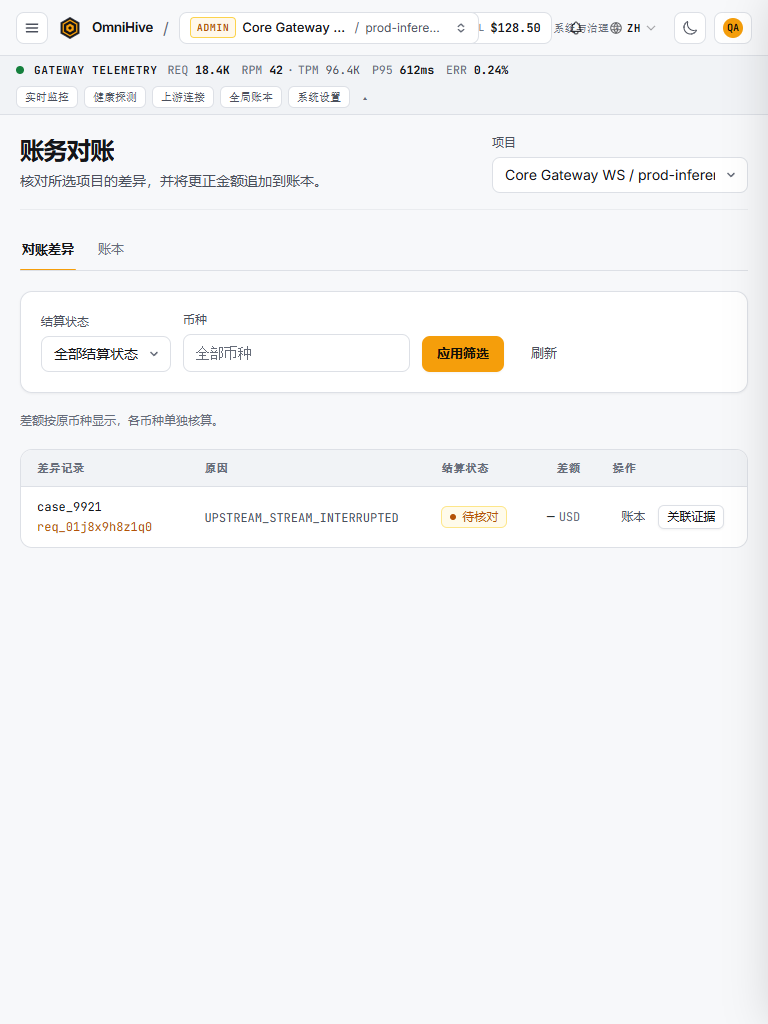 OmniHive / ADMIN Core Gateway ... / prod-infere... L $128.50 系统与治理 ZH QA
GATEWAY TELEMETRY REQ 18.4K RPM 42 · TPM 96.4K P95 612ms ERR 0.24%
实时监控 健康探测 上游连接 全局账本 系统设置
账务对账
核对所选项目的差异，并将更正金额追加到账本。
项目
Core Gateway WS / prod-infere
对账差异 账本
结算状态 币种
全部结算状态 全部币种 应用筛选 刷新
差额按原币种显示，各币种单独核算。
差异记录 原因 结算状态 差额 操作
case_9921
req_01j8x9h8z1q0 UPSTREAM_STREAM_INTERRUPTED 待核对 — USD 账本 关联证据